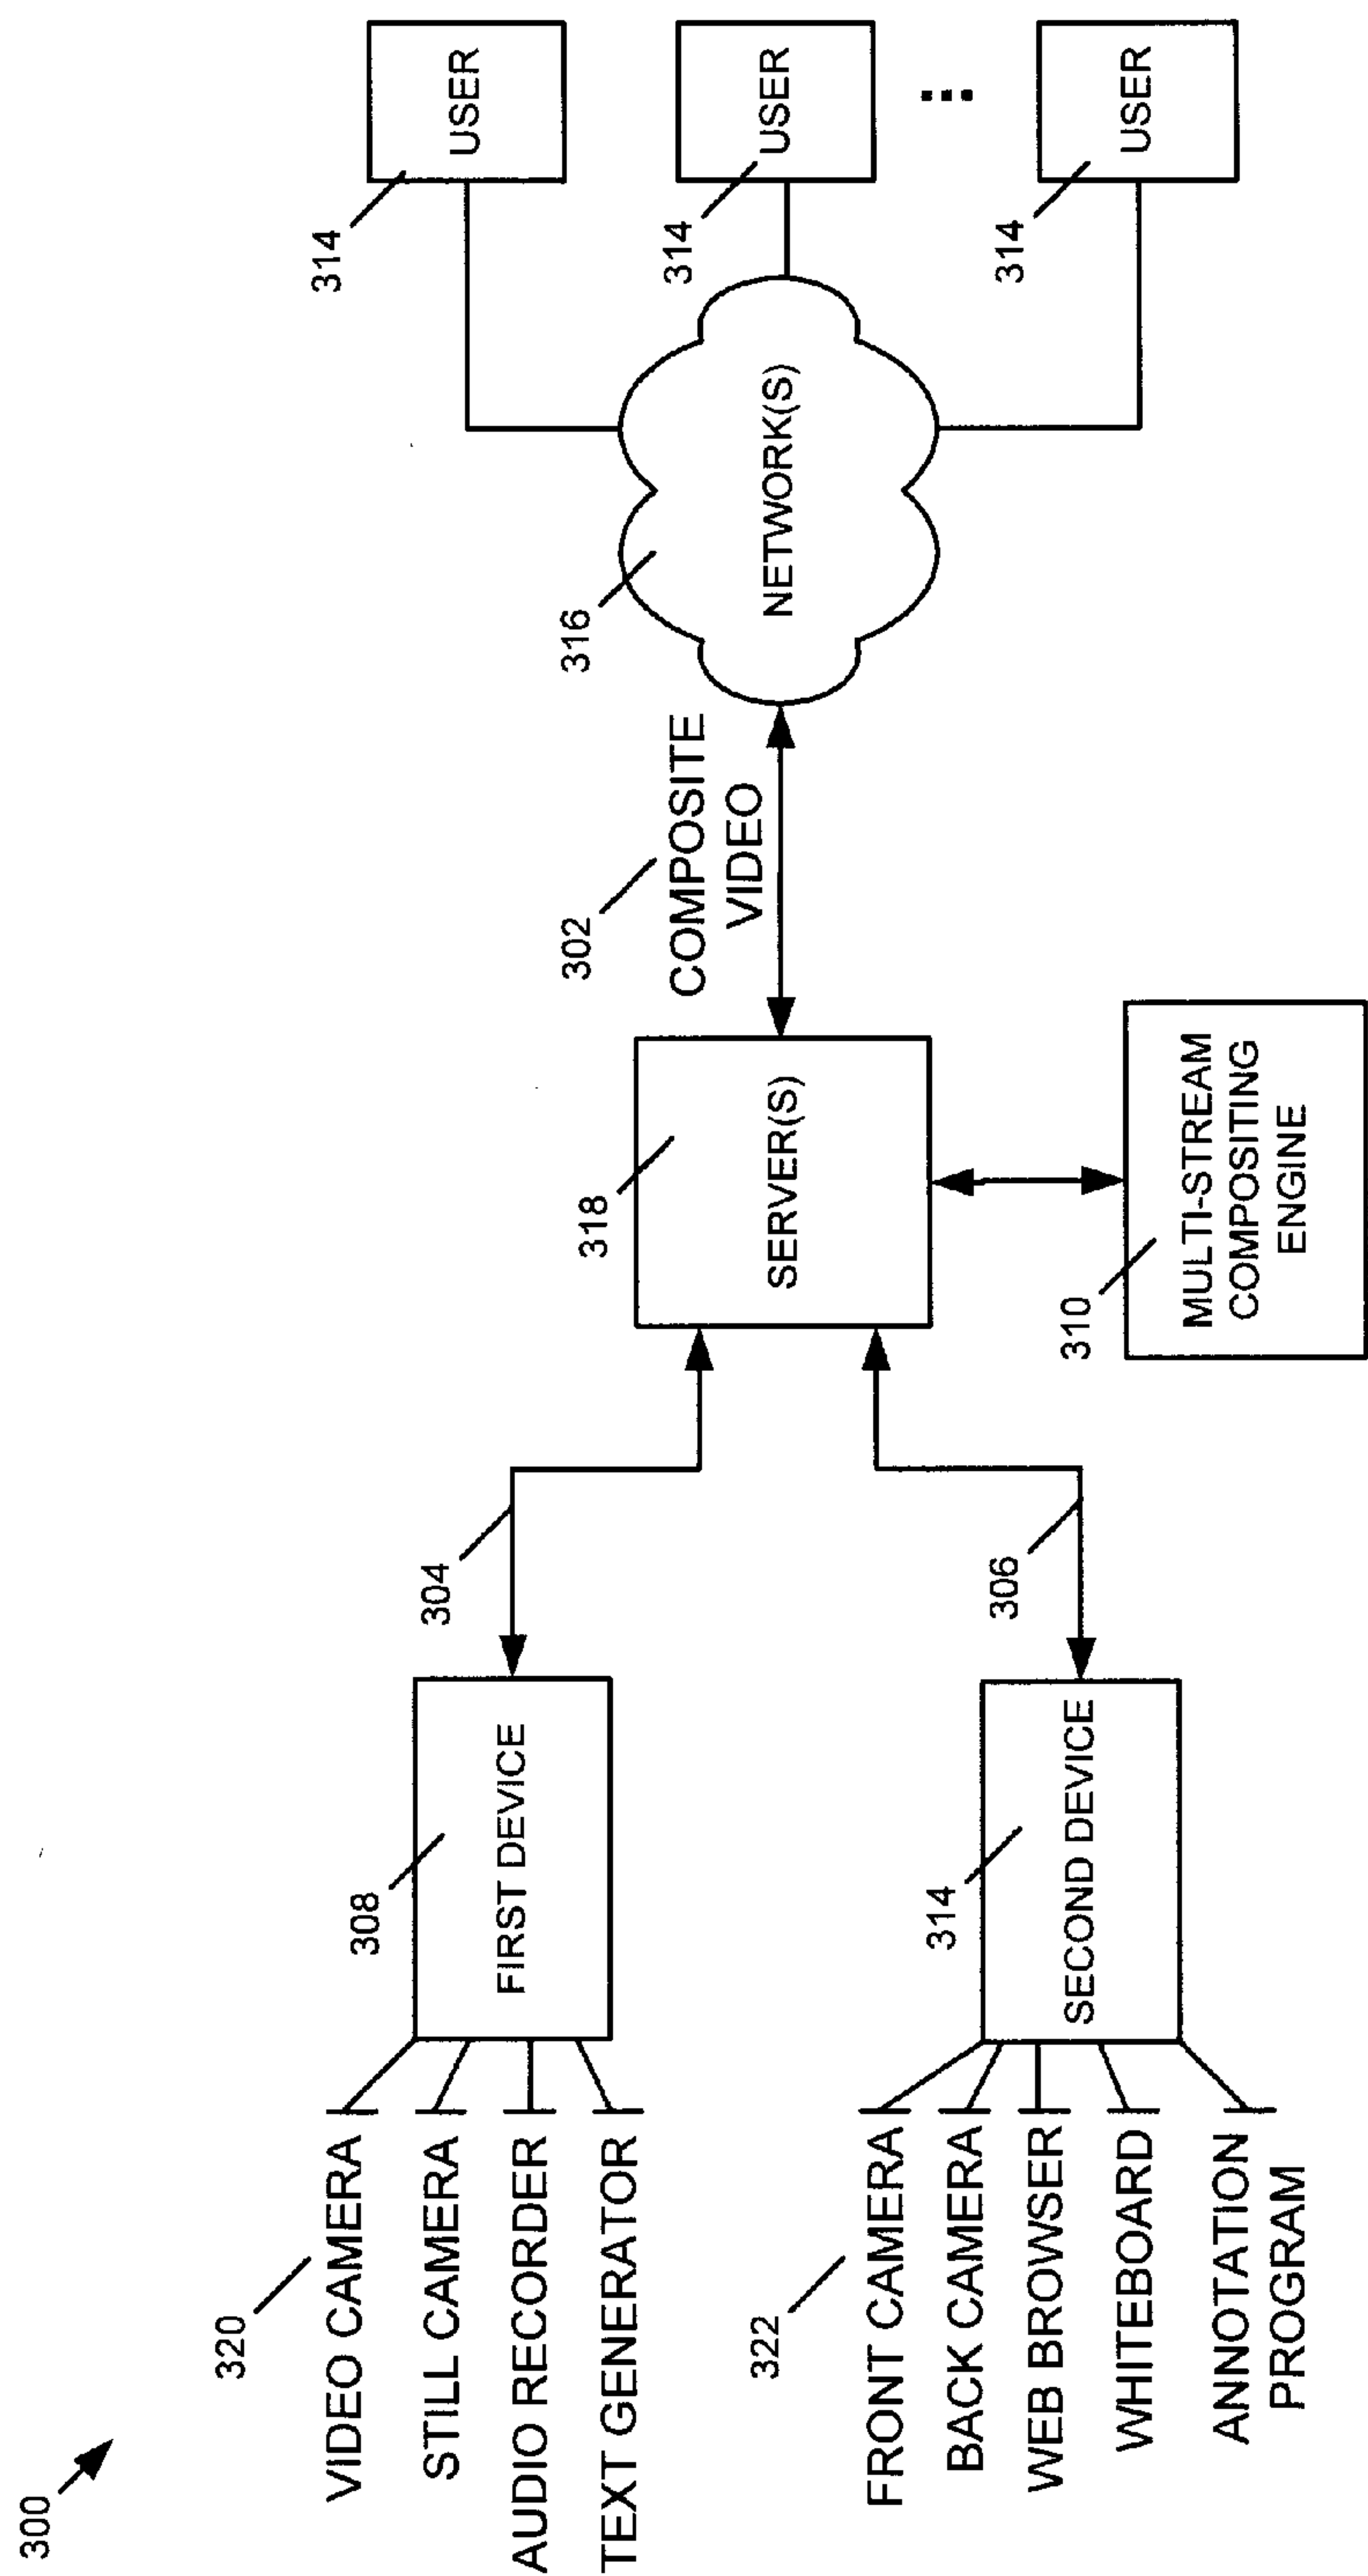 300
320
VIDEO CAMERA
STILL CAMERA
AUDIO RECORDER
TEXT GENERATOR
308
FIRST DEVICE
304
322
FRONT CAMERA
BACK CAMERA
WEB BROWSER
WHITEBOARD
ANNOTATION
PROGRAM
314
SECOND DEVICE
306
318
SERVER(S)
310
MULTI-STREAM
COMPOSITING
ENGINE
302
COMPOSITE
VIDEO
316
NETWORK(S)
314
USER
314
USER
314
USER